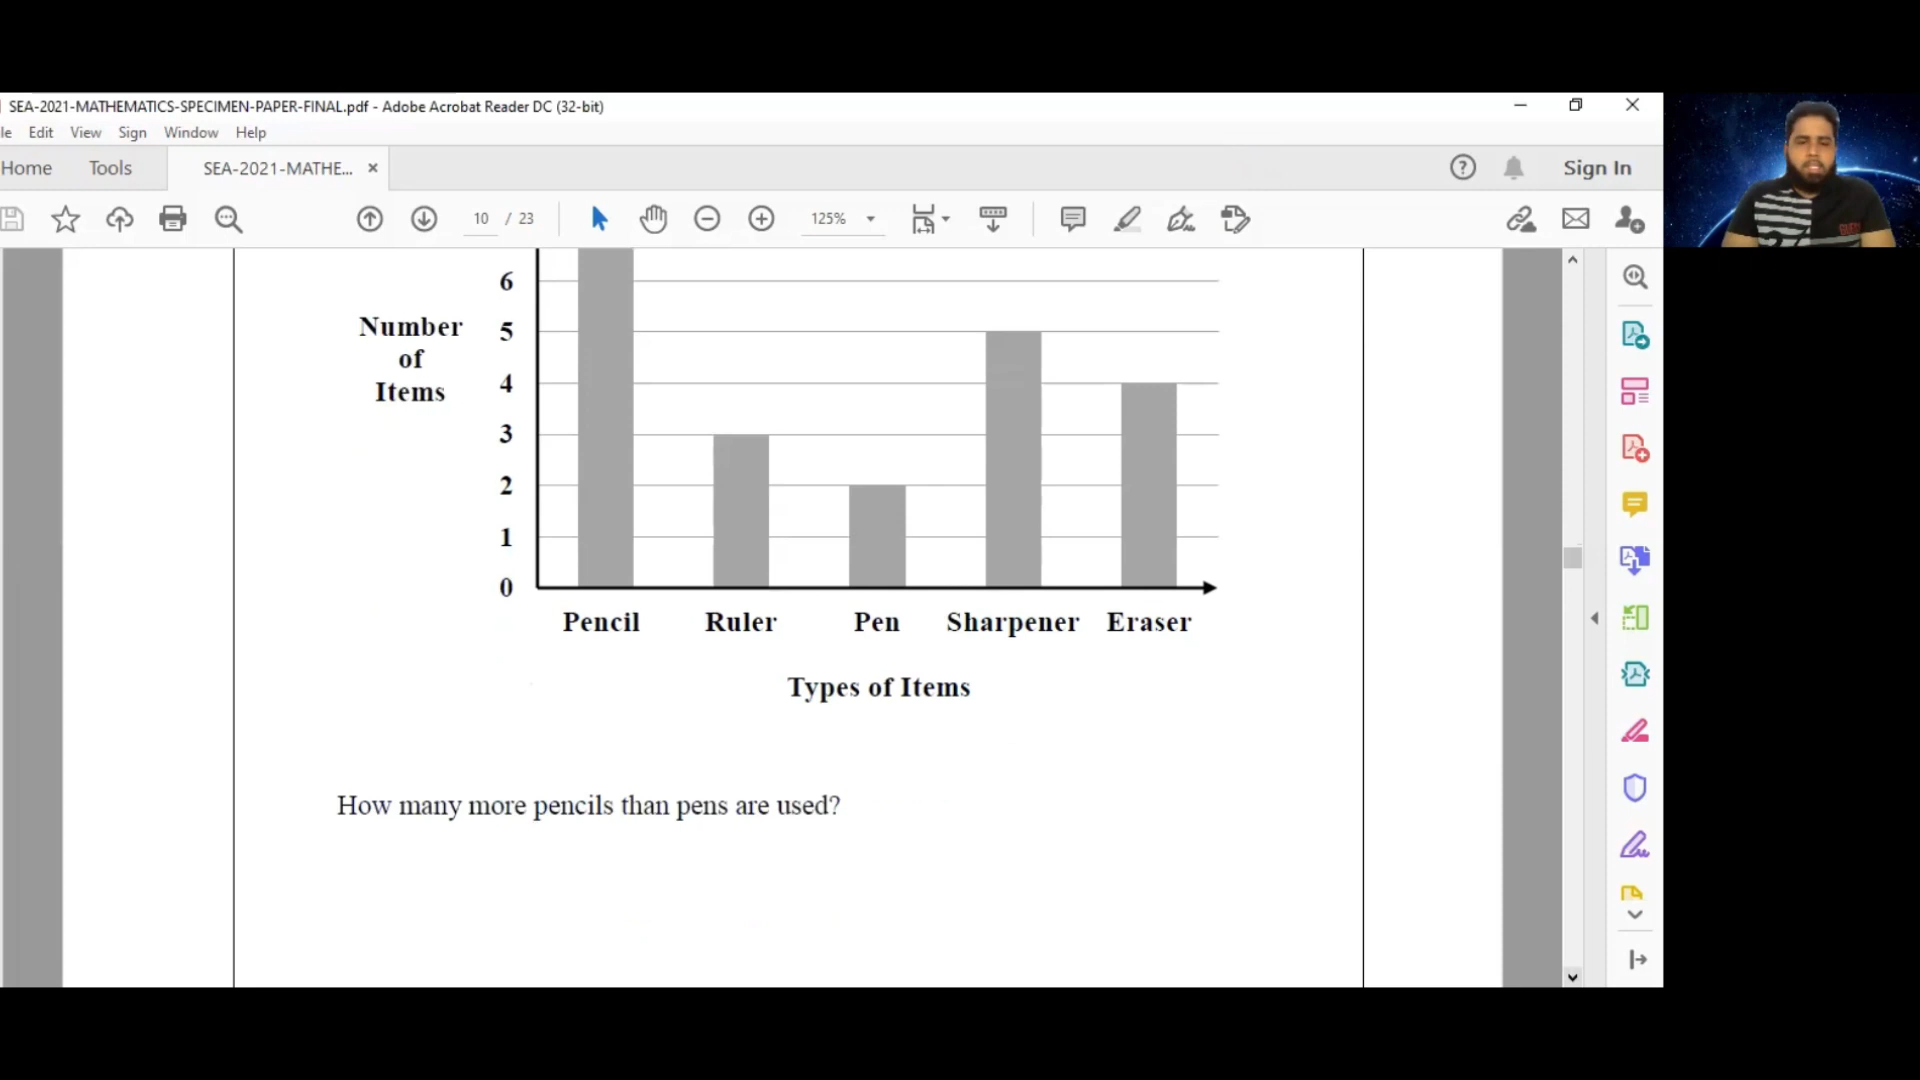 SEA-2021-MATHEMATICS-SPECIMEN-PAPER-FINAL.pdf - Adobe Acrobat Reader DC (32-bit)
le Edit View Sign Window Help
Home Tools SEA-2021-MATHE... Sign In
10 / 23 125%
6
5
4
3
2
1
0
Number
of
Items
Pencil Ruler Pen Sharpener Eraser
Types of Items
How many more pencils than pens are used?